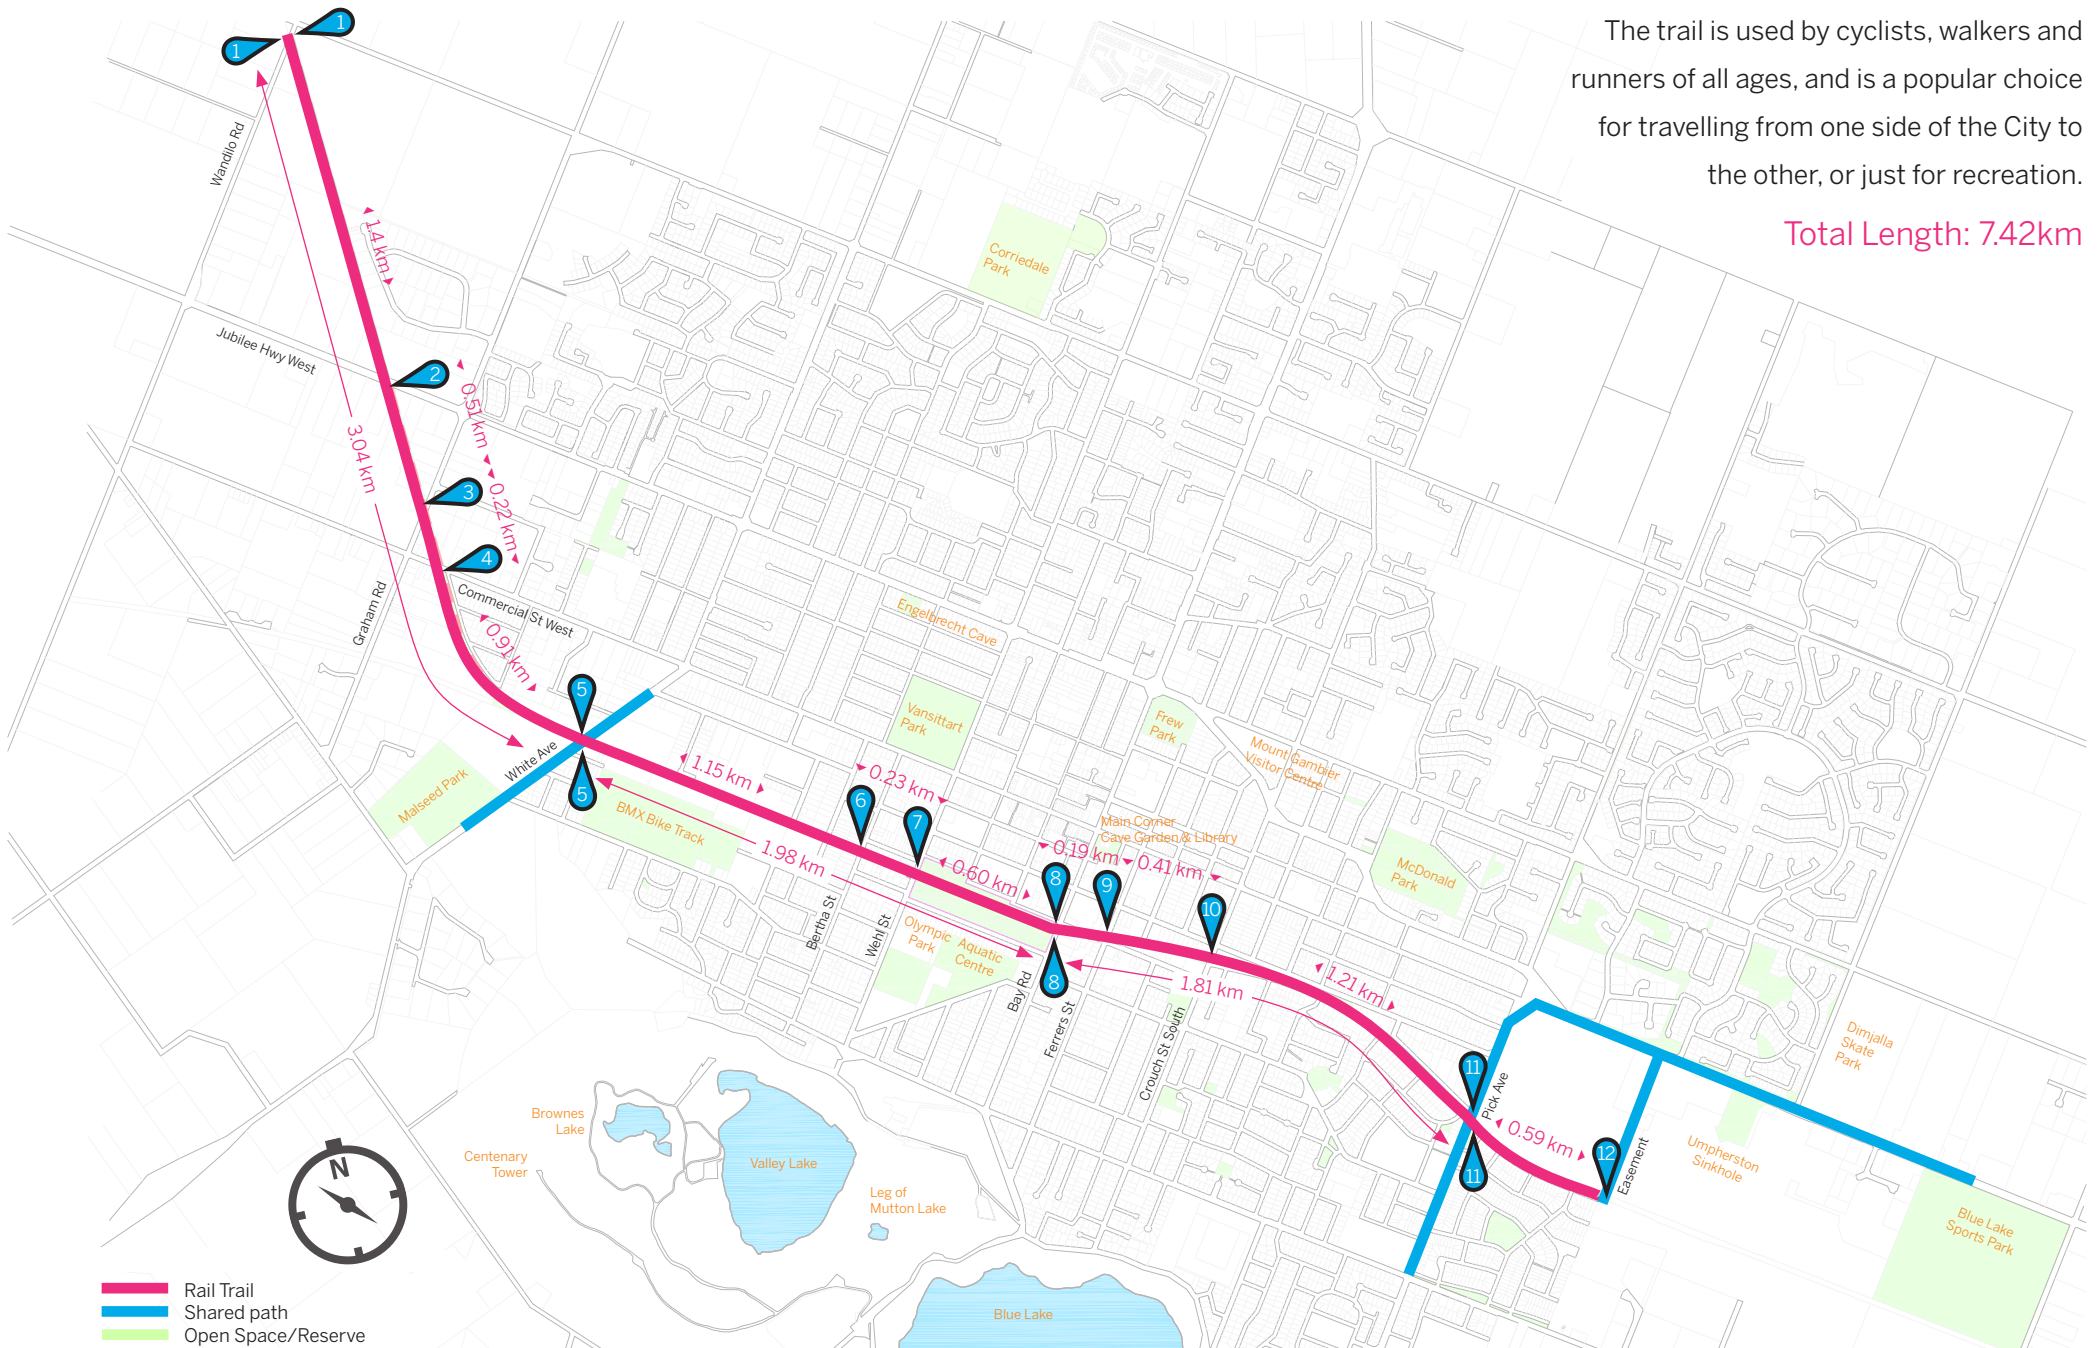 The trail is used by cyclists, walkers and
runners of all ages, and is a popular choice
for travelling from one side of the City to
the other, or just for recreation.
Total Length: 7.42km
1
1
Wandilo Rd
1.4 km
Corriedale
Park
Jubilee Hwy West
2
0.51 km
3.04 km
3
0.22 km
4
Commercial St West
Graham Rd
0.91 km
Engelbrecht Cave
5
Vansittart
Park
Frew
Park
Mount Gambier
Visitor Centre
White Ave
1.15 km
0.23 km
Malseed Park
5
BMX Bike Track
6
7
Main Corner
Cave Garden & Library
1.98 km
0.60 km
0.19 km
0.41 km
McDonald
Park
8
9
10
Bertha St
Wehl St
Olympic
Park
Aquatic
Centre
8
Bay Rd
Ferrers St
1.81 km
1.21 km
Crouch St South
Dimjalla
Skate
Park
11
Pick Ave
0.59 km
12
11
Easement
Umpherston
Sinkhole
Blue Lake
Sports Park
Brownes
Lake
Centenary
Tower
Valley Lake
Leg of
Mutton Lake
Blue Lake
N
Rail Trail
Shared path
Open Space/Reserve